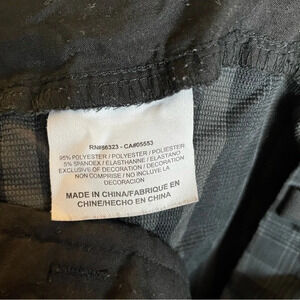 RN#56323 - CA#05553
95% POLYESTER / POLYESTER / POLIESTER
5% SPANDEX / ELASTHANNE / ELASTANO
EXCLUSIVE OF DECORATION / DECORATION
NON COMPRISE / NO INCLUYE LA
DECORACION
MADE IN CHINA/FABRIQUE EN
CHINE/HECHO EN CHINA